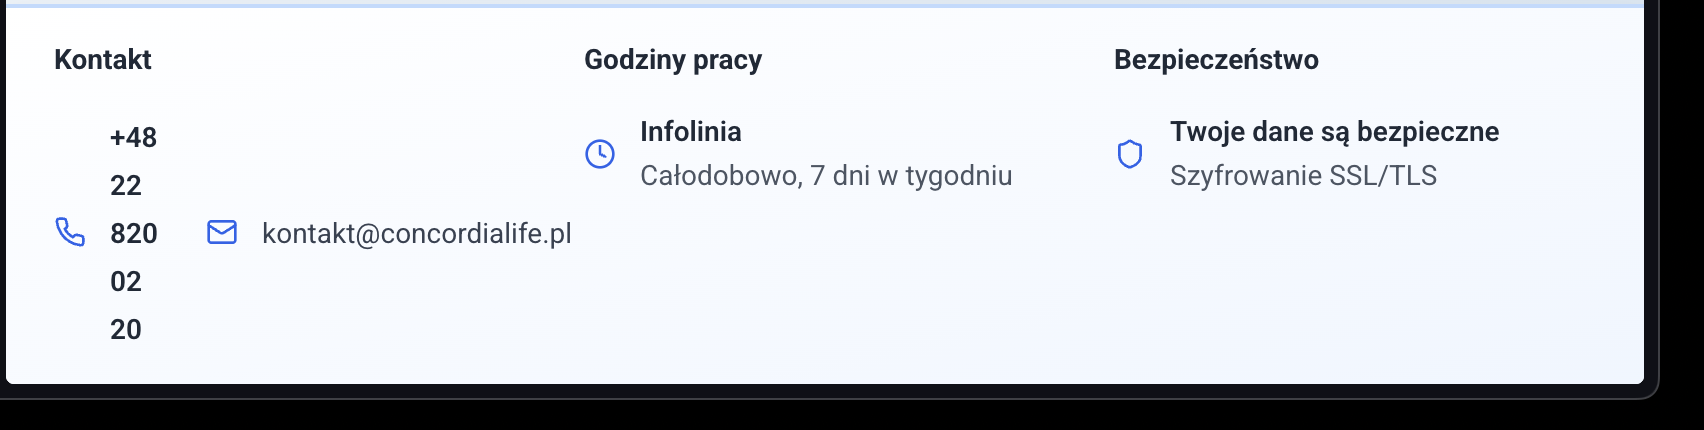 Kontakt
+48
22
820
02
20
kontakt@concordialife.pl
Godziny pracy
Infolinia
Całodobowo, 7 dni w tygodniu
Bezpieczeństwo
Twoje dane są bezpieczne
Szyfrowanie SSL/TLS